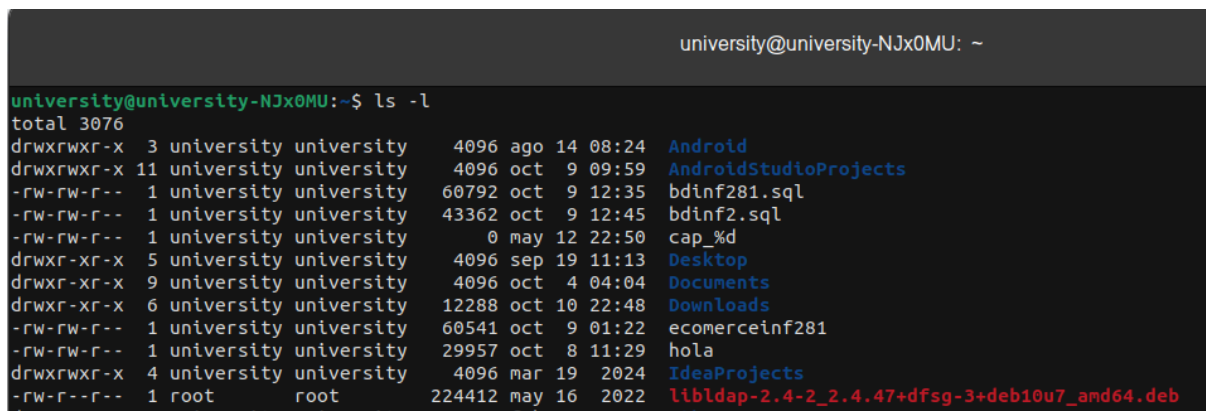 university@university-NJx0MU: ~
university@university-NJx0MU:~$ ls -l
total 3076
drwxrwxr-x  3 university university    4096 ago 14 08:24  Android
drwxrwxr-x 11 university university    4096 oct  9 09:59  AndroidStudioProjects
-rw-rw-r--  1 university university   60792 oct  9 12:35  bdinf281.sql
-rw-rw-r--  1 university university   43362 oct  9 12:45  bdinf2.sql
-rw-rw-r--  1 university university       0 may 12 22:50  cap_%d
drwxr-xr-x  5 university university    4096 sep 19 11:13  Desktop
drwxr-xr-x  9 university university    4096 oct  4 04:04  Documents
drwxr-xr-x  6 university university   12288 oct 10 22:48  Downloads
-rw-rw-r--  1 university university   60541 oct  9 01:22  ecomerceinf281
-rw-rw-r--  1 university university   29957 oct  8 11:29  hola
drwxrwxr-x  4 university university    4096 mar 19  2024  IdeaProjects
-rw-r--r--  1 root       root        224412 may 16  2022  libldap-2.4-2_2.4.47+dfsg-3+deb10u7_amd64.deb